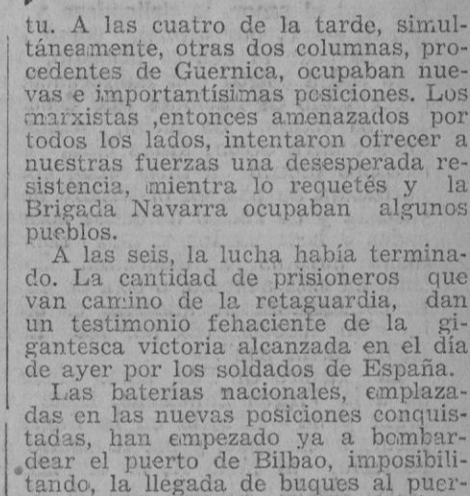 tu. A las cuatro de la tarde, simul-
táneamente, otras dos columnas, pro-
cedentes de Guernica, ocupaban nue-
vas e importantísimas posiciones. Los
marxistas ,entonces amenazados por
todos los lados, intentaron ofrecer a
nuestras fuerzas una desesperada re-
sistencia, mientra lo requetés y la
Brigada Navarra ocupaban algunos
pueblos.
A las seis, la lucha había termina-
do. La cantidad de prisioneros que
van camino de la retaguardia, dan
un testimonio fehaciente de la gi-
gantesca victoria alcanzada en el día
de ayer por los soldados de España.
Las baterías nacionales, emplaza-
das en las nuevas posiciones conquis-
tadas, han empezado ya a bombar-
dear el puerto de Bilbao, imposibili-
tando, la llegada de buques al puer-